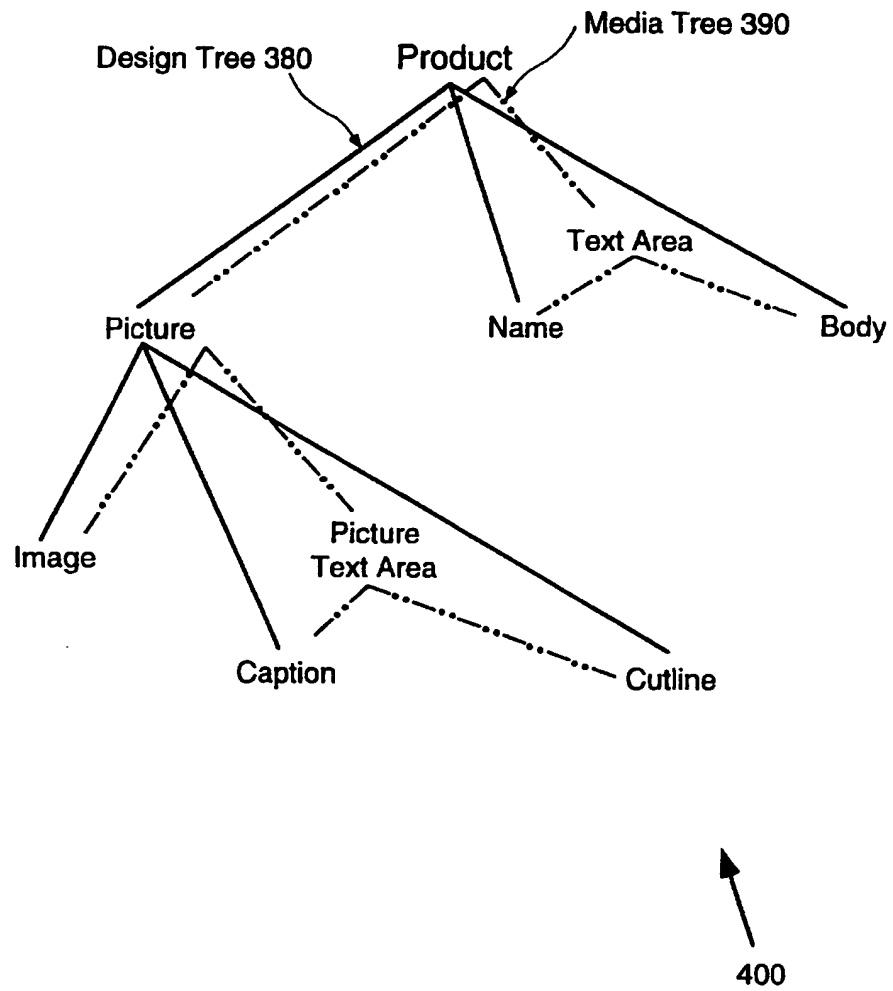 Media Tree 390
Design Tree 380
Product
Text Area
Picture
Name
Body
Image
Picture
Text Area
Caption
Cutline
400